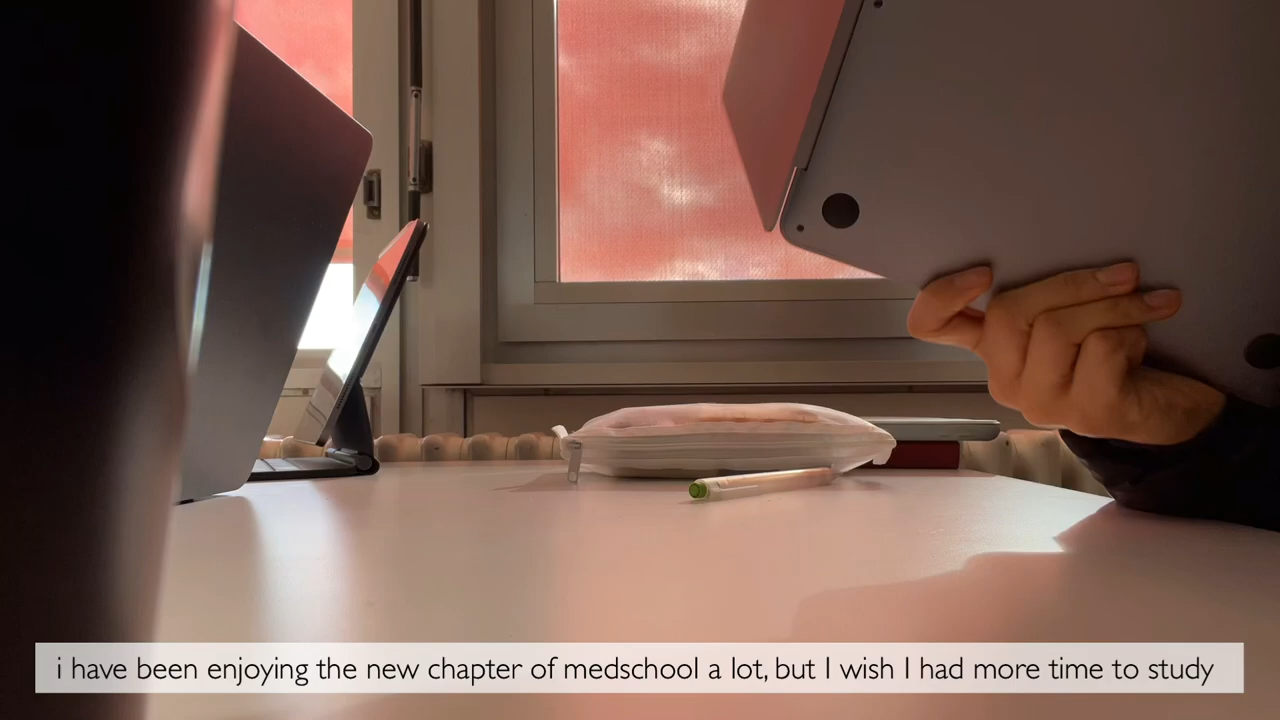 i have been enjoying the new chapter of medschool a lot, but I wish I had more time to study